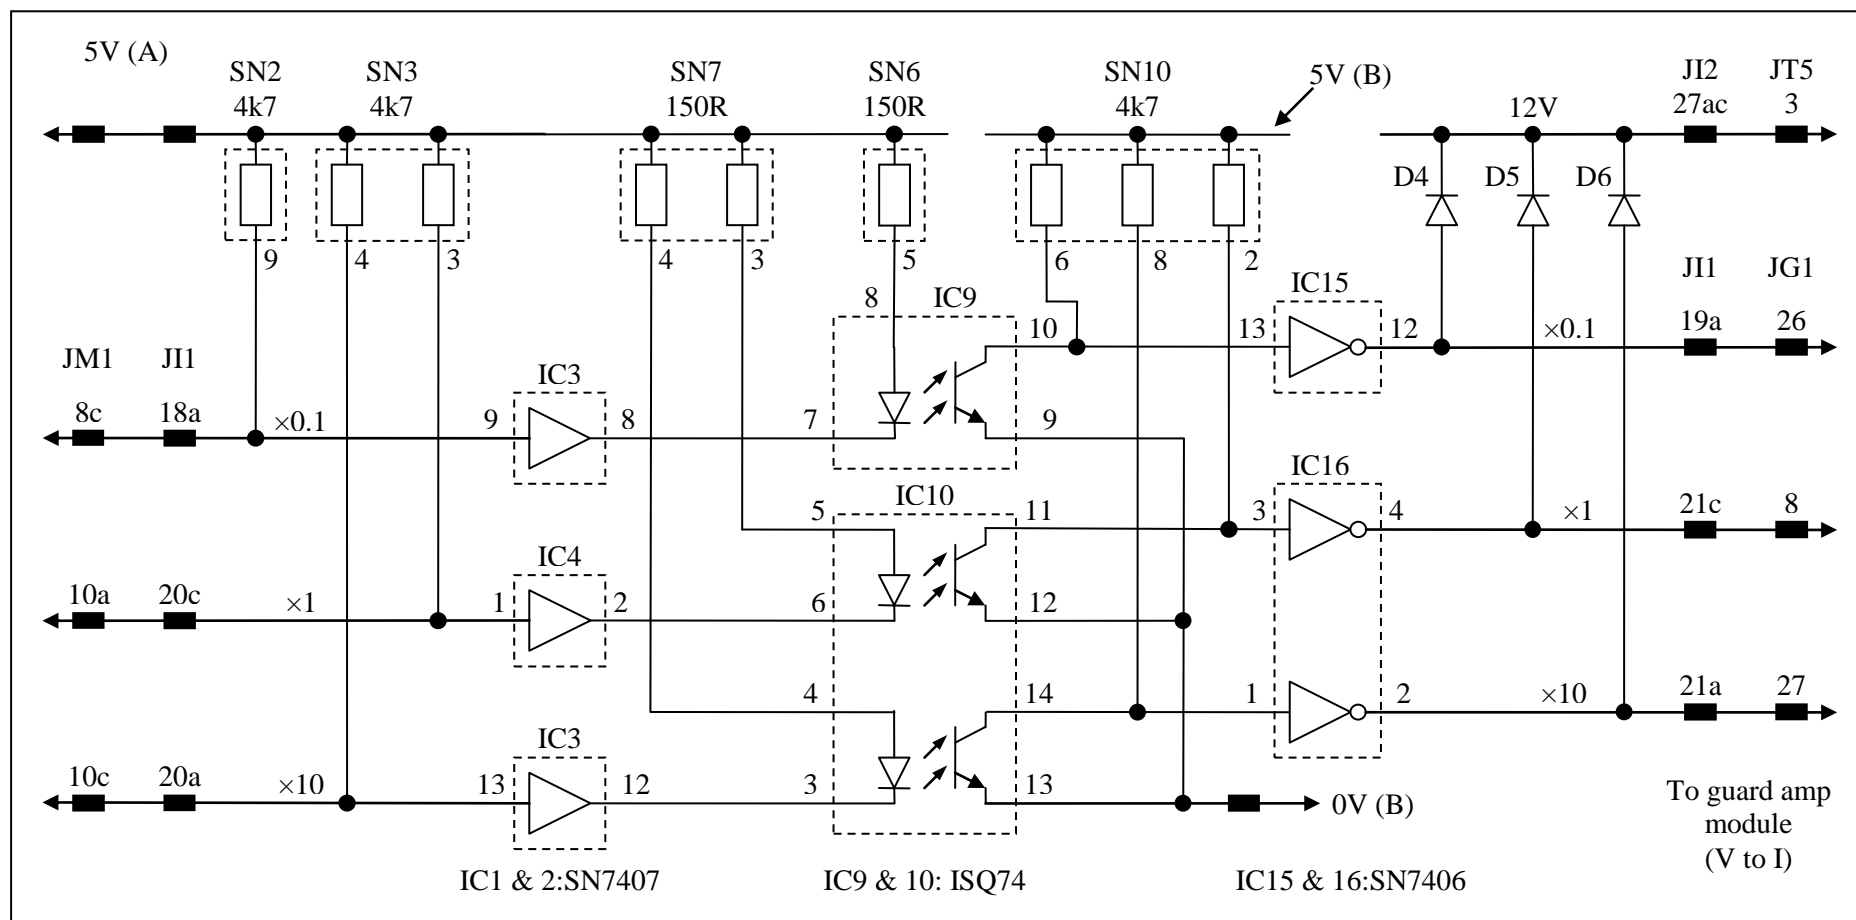 5V (A)
SN2
4k7
SN3
4k7
SN7
150R
SN6
150R
SN10
4k7
5V (B)
12V
JI2
27ac
JT5
3
D4
D5
D6
9
4
3
4
3
5
6
8
2
8
IC9
10
IC15
13
12
×0.1
JI1
19a
JG1
26
JM1
8c
JI1
18a
×0.1
IC3
9
8
7
9
IC10
5
11
IC16
3
4
×1
21c
8
10a
20c
×1
IC4
1
2
6
12
4
14
1
2
×10
21a
27
10c
20a
×10
IC3
13
12
3
13
0V (B)
To guard amp
module
(V to I)
IC1 & 2:SN7407
IC9 & 10: ISQ74
IC15 & 16:SN7406